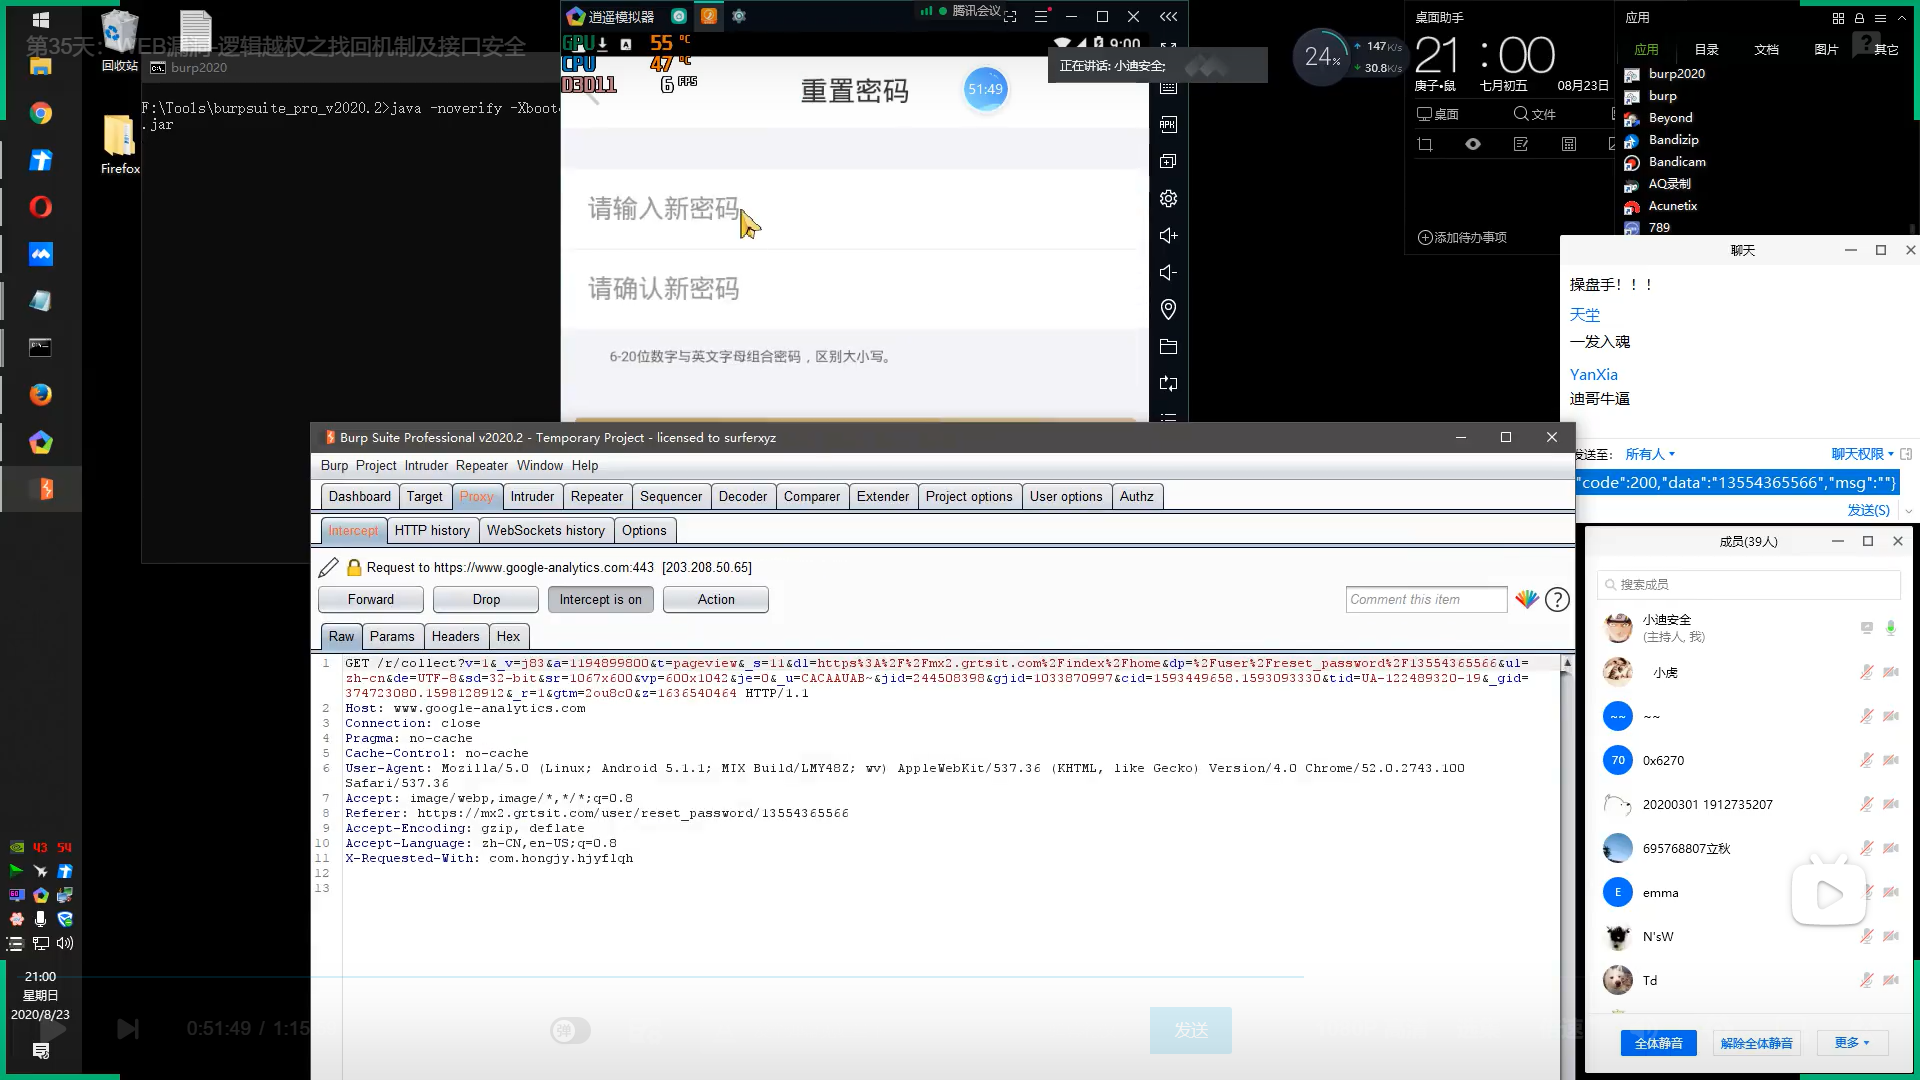 第35天：WEB漏洞-逻辑越权之找回机制及接口安全
回收站
burp2020
Firefox
F:\Tools\burpsuite_pro_v2020.2>java -noverify -Xboot
.jar
逍遥模拟器
腾讯会议
GPU
55 °C
CPU
47 °C
D3D11
6 FPS
9:00
重置密码
51:49
正在讲话: 小迪安全;
请输入新密码
请确认新密码
6-20位数字与英文字母组合密码，区别大小写。
24%
147K/s
30.8K/s
桌面助手
21:00
庚子•鼠
七月初五
08月23日
桌面
文件
添加待办事项
应用
应用
目录
文档
图片
其它
burp2020
burp
Beyond
Bandizip
Bandicam
AQ录制
Acunetix
789
聊天
操盘手！！！
天堂
一发入魂
YanXia
迪哥牛逼
发送至:
所有人
聊天权限
"code":200,"data":"13554365566","msg":""}
发送(S)
成员(39人)
搜索成员
小迪安全
(主持人, 我)
小虎
~~
~~
70
0x6270
20200301 1912735207
695768807立秋
E
emma
N'sW
Td
全体静音
解除全体静音
更多
Burp Suite Professional v2020.2 - Temporary Project - licensed to surferxyz
Burp Project Intruder Repeater Window Help
Dashboard Target Proxy Intruder Repeater Sequencer Decoder Comparer Extender Project options User options Authz
Intercept HTTP history WebSockets history Options
Request to https://www.google-analytics.com:443 [203.208.50.65]
Forward
Drop
Intercept is on
Action
Comment this item
?
Raw Params Headers Hex
1 GET /r/collect?v=1&_v=j83&a=1194899800&t=pageview&_s=11&dl=https%3A%2F%2Fmx2.grtsit.com%2Findex%2Fhome&dp=%2Fuser%2Freset_password%2F13554365566&ul=
zh-cn&de=UTF-8&sd=32-bit&sr=1067x600&vp=600x1042&je=0&_u=CACAAUAB~&jid=244508398&gjid=1033870997&cid=1593449658.1593093330&tid=UA-122489320-19&_gid=
374723080.1598128912&_r=1&gtm=2ou8c0&z=1636540464 HTTP/1.1
2 Host: www.google-analytics.com
3 Connection: close
4 Pragma: no-cache
5 Cache-Control: no-cache
6 User-Agent: Mozilla/5.0 (Linux; Android 5.1.1; MIX Build/LMY48Z; wv) AppleWebKit/537.36 (KHTML, like Gecko) Version/4.0 Chrome/52.0.2743.100
Safari/537.36
7 Accept: image/webp,image/*,*/*;q=0.8
8 Referer: https://mx2.grtsit.com/user/reset_password/13554365566
9 Accept-Encoding: gzip, deflate
10 Accept-Language: zh-CN,en-US;q=0.8
11 X-Requested-With: com.hongjy.hjyflqh
12
13
43 54
21:00
星期日
2020/8/23
0:51:49 / 1:15
弹
发送